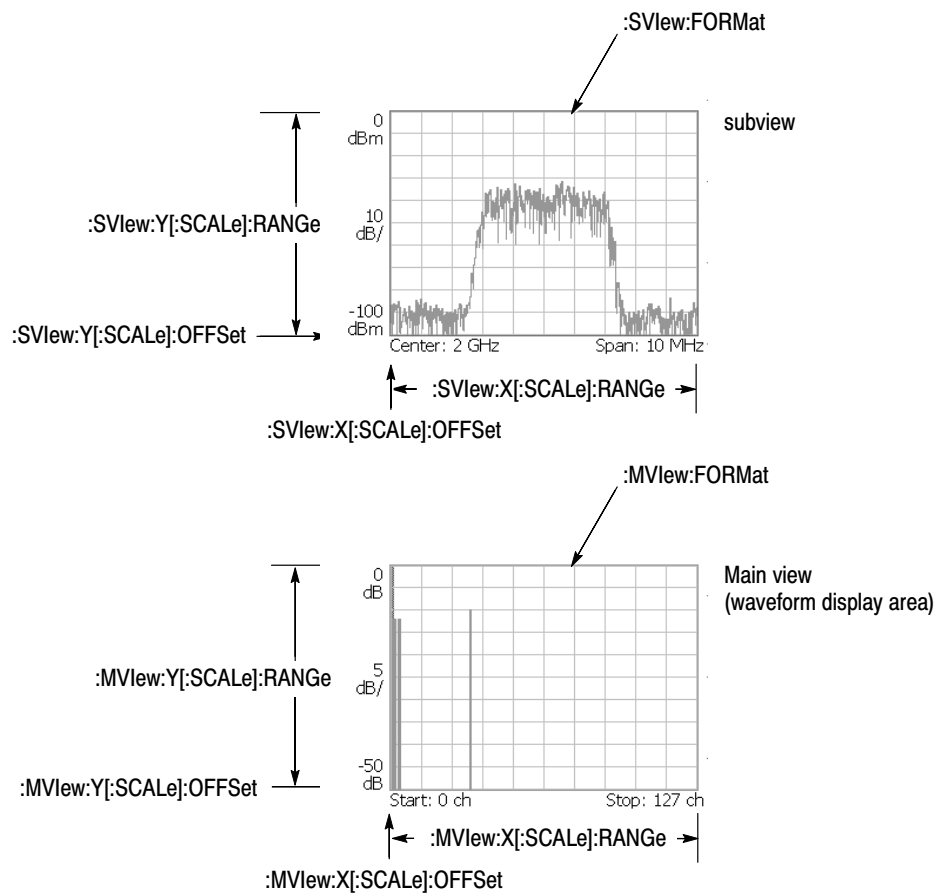 :SVIew:FORMat
subview
0
dBm
:SVIew:Y[:SCALe]:RANGe
10
dB/
-100
dBm
:SVIew:Y[:SCALe]:OFFSet
Center: 2 GHz Span: 10 MHz
:SVIew:X[:SCALe]:RANGe
:SVIew:X[:SCALe]:OFFSet
:MVIew:FORMat
0
dB
Main view
(waveform display area)
:MVIew:Y[:SCALe]:RANGe
5
dB/
-50
dB
:MVIew:Y[:SCALe]:OFFSet
Start: 0 ch Stop: 127 ch
:MVIew:X[:SCALe]:RANGe
:MVIew:X[:SCALe]:OFFSet